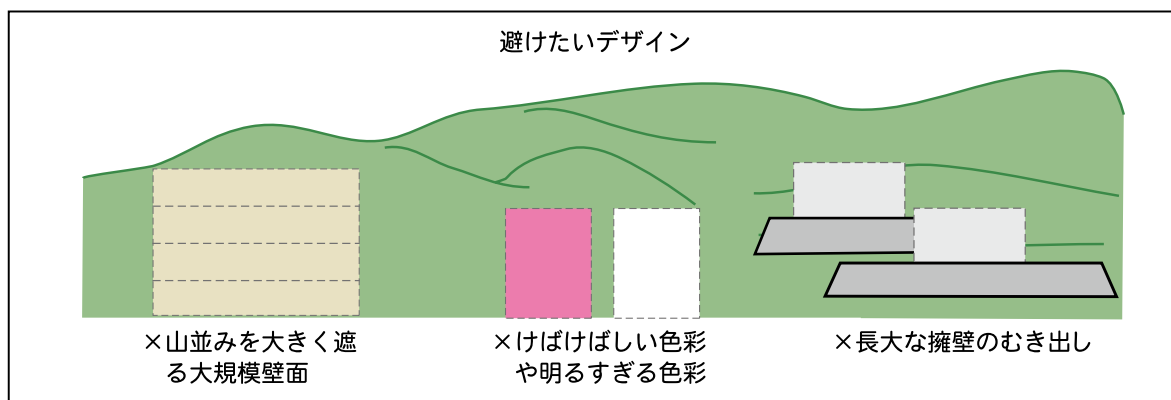 避けたいデザイン
×山並みを大きく遮
る大規模壁面
×けばけばしい色彩
や明るすぎる色彩
×長大な擁壁のむき出し